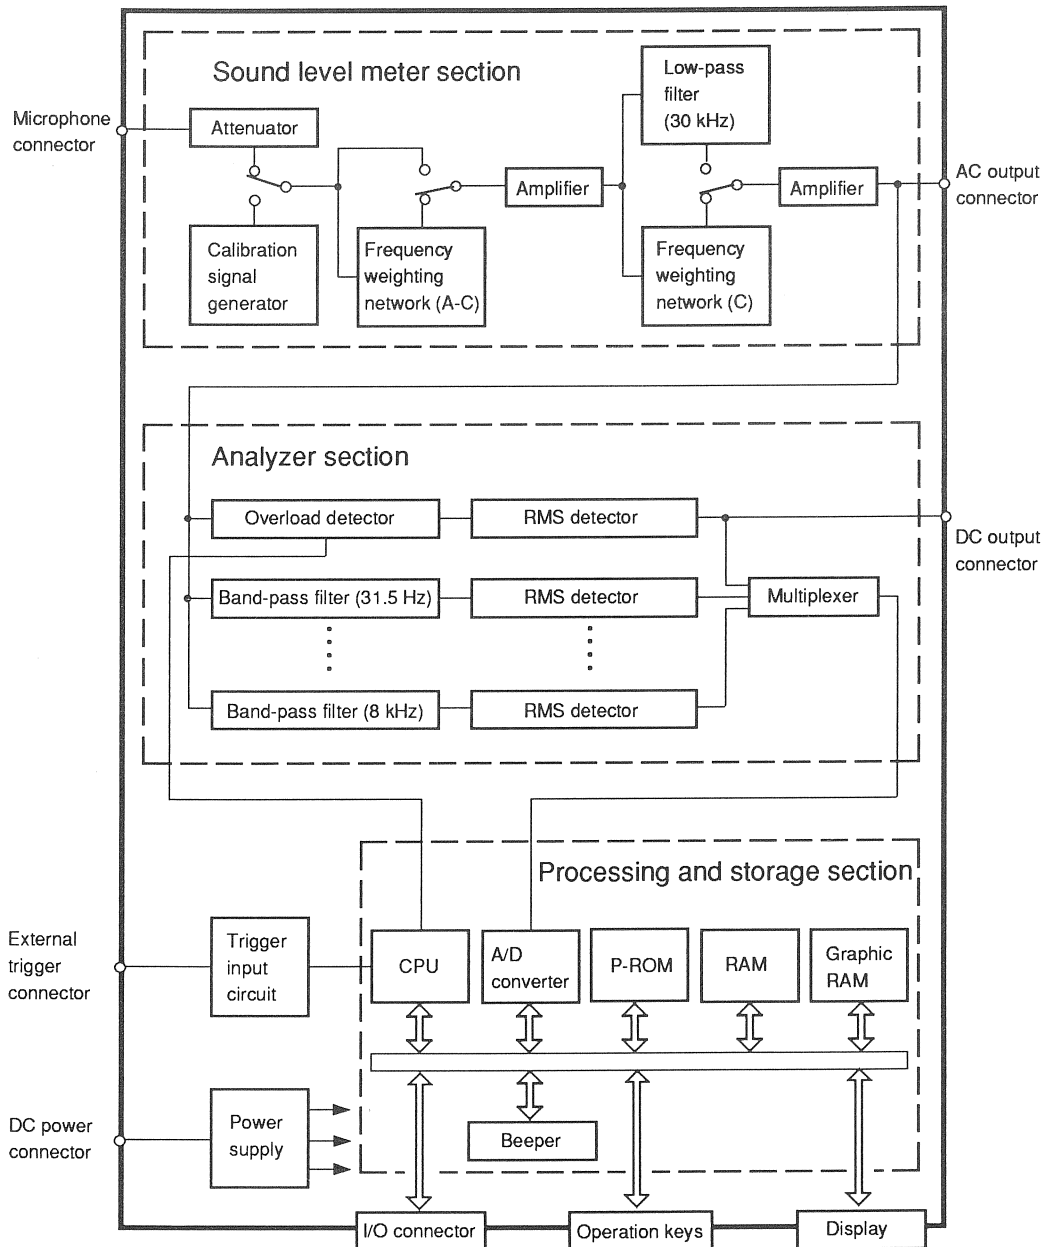 Sound level meter section
Microphone
connector
Attenuator
Calibration
signal
generator
Frequency
weighting
network (A-C)
Amplifier
Low-pass
filter
(30 kHz)
Frequency
weighting
network (C)
Amplifier
AC output
connector
Analyzer section
Overload detector
RMS detector
DC output
connector
Band-pass filter (31.5 Hz)
RMS detector
Multiplexer
Band-pass filter (8 kHz)
RMS detector
Processing and storage section
External
trigger
connector
Trigger
input
circuit
CPU
A/D
converter
P-ROM
RAM
Graphic
RAM
DC power
connector
Power
supply
Beeper
I/O connector
Operation keys
Display